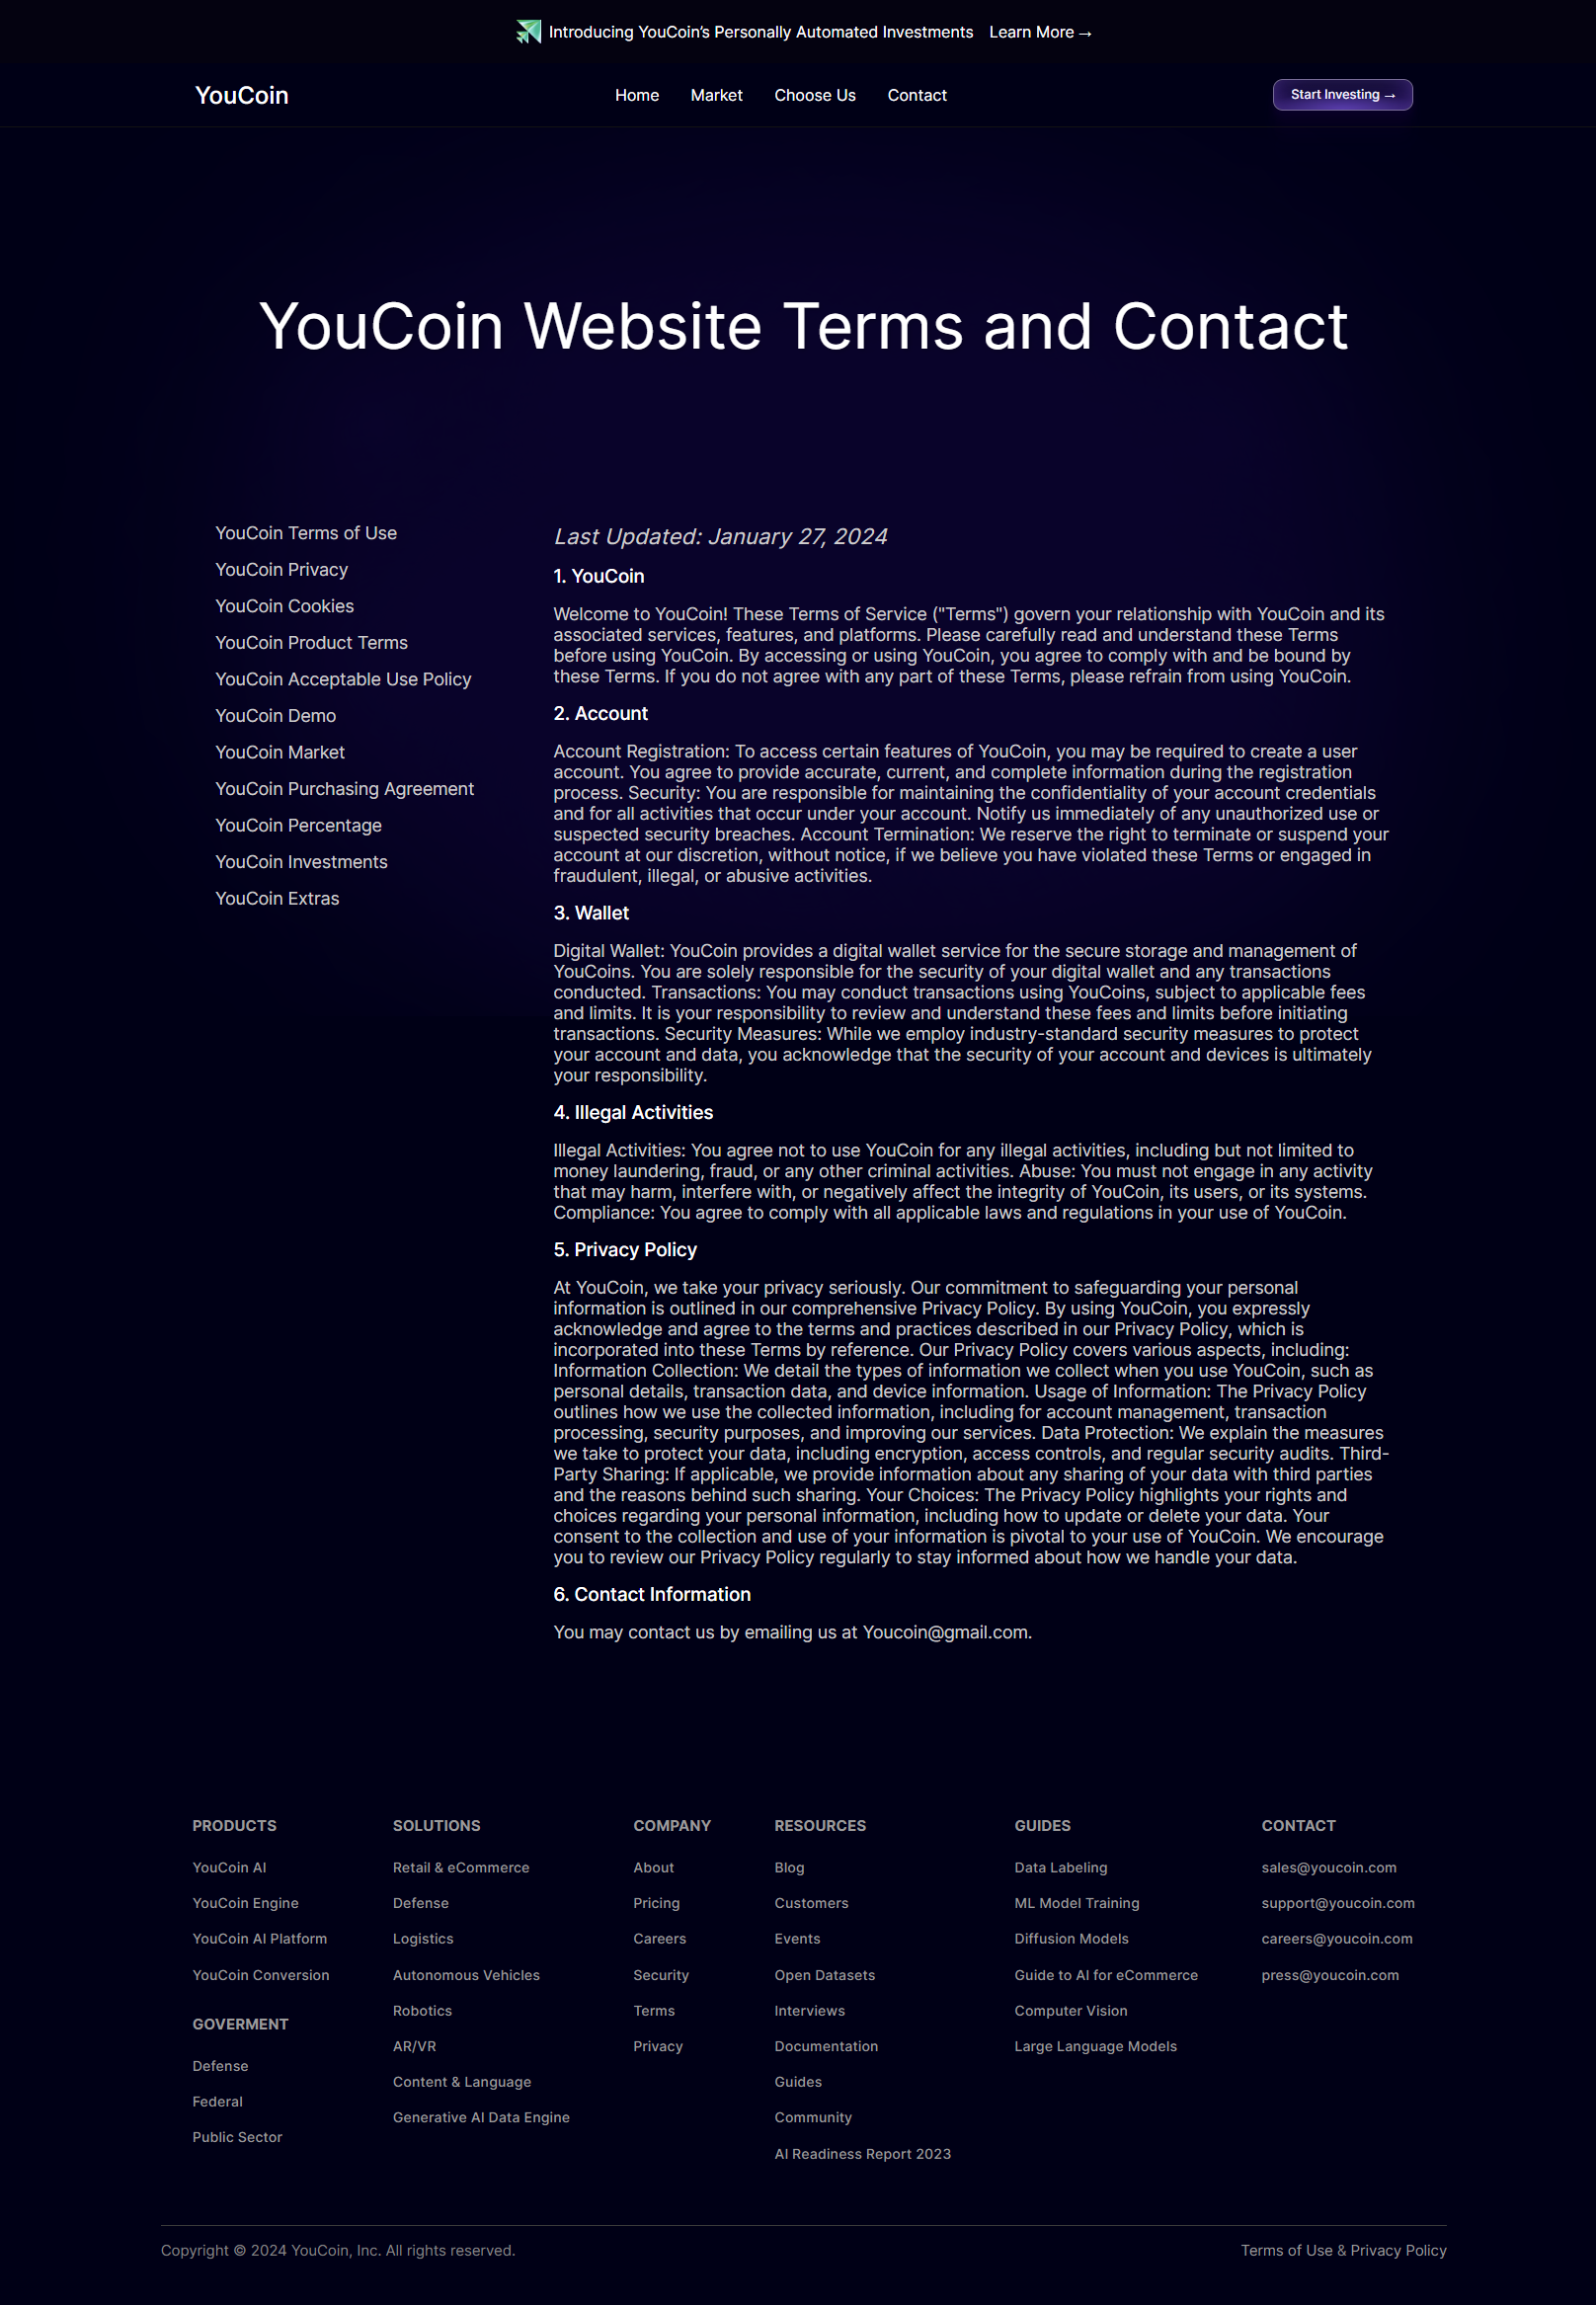 Introducing YouCoin’s Personally Automated Investments Learn More →
YouCoin
Home Market Choose Us Contact
Start Investing →
YouCoin Website Terms and Contact
YouCoin Terms of Use
YouCoin Privacy
YouCoin Cookies
YouCoin Product Terms
YouCoin Acceptable Use Policy
YouCoin Demo
YouCoin Market
YouCoin Purchasing Agreement
YouCoin Percentage
YouCoin Investments
YouCoin Extras
Last Updated: January 27, 2024
1. YouCoin
Welcome to YouCoin! These Terms of Service ("Terms") govern your relationship with YouCoin and its
associated services, features, and platforms. Please carefully read and understand these Terms
before using YouCoin. By accessing or using YouCoin, you agree to comply with and be bound by
these Terms. If you do not agree with any part of these Terms, please refrain from using YouCoin.
2. Account
Account Registration: To access certain features of YouCoin, you may be required to create a user
account. You agree to provide accurate, current, and complete information during the registration
process. Security: You are responsible for maintaining the confidentiality of your account credentials
and for all activities that occur under your account. Notify us immediately of any unauthorized use or
suspected security breaches. Account Termination: We reserve the right to terminate or suspend your
account at our discretion, without notice, if we believe you have violated these Terms or engaged in
fraudulent, illegal, or abusive activities.
3. Wallet
Digital Wallet: YouCoin provides a digital wallet service for the secure storage and management of
YouCoins. You are solely responsible for the security of your digital wallet and any transactions
conducted. Transactions: You may conduct transactions using YouCoins, subject to applicable fees
and limits. It is your responsibility to review and understand these fees and limits before initiating
transactions. Security Measures: While we employ industry-standard security measures to protect
your account and data, you acknowledge that the security of your account and devices is ultimately
your responsibility.
4. Illegal Activities
Illegal Activities: You agree not to use YouCoin for any illegal activities, including but not limited to
money laundering, fraud, or any other criminal activities. Abuse: You must not engage in any activity
that may harm, interfere with, or negatively affect the integrity of YouCoin, its users, or its systems.
Compliance: You agree to comply with all applicable laws and regulations in your use of YouCoin.
5. Privacy Policy
At YouCoin, we take your privacy seriously. Our commitment to safeguarding your personal
information is outlined in our comprehensive Privacy Policy. By using YouCoin, you expressly
acknowledge and agree to the terms and practices described in our Privacy Policy, which is
incorporated into these Terms by reference. Our Privacy Policy covers various aspects, including:
Information Collection: We detail the types of information we collect when you use YouCoin, such as
personal details, transaction data, and device information. Usage of Information: The Privacy Policy
outlines how we use the collected information, including for account management, transaction
processing, security purposes, and improving our services. Data Protection: We explain the measures
we take to protect your data, including encryption, access controls, and regular security audits. Third-
Party Sharing: If applicable, we provide information about any sharing of your data with third parties
and the reasons behind such sharing. Your Choices: The Privacy Policy highlights your rights and
choices regarding your personal information, including how to update or delete your data. Your
consent to the collection and use of your information is pivotal to your use of YouCoin. We encourage
you to review our Privacy Policy regularly to stay informed about how we handle your data.
6. Contact Information
You may contact us by emailing us at Youcoin@gmail.com.
PRODUCTS
YouCoin AI
YouCoin Engine
YouCoin AI Platform
YouCoin Conversion
GOVERMENT
Defense
Federal
Public Sector
SOLUTIONS
Retail & eCommerce
Defense
Logistics
Autonomous Vehicles
Robotics
AR/VR
Content & Language
Generative AI Data Engine
COMPANY
About
Pricing
Careers
Security
Terms
Privacy
RESOURCES
Blog
Customers
Events
Open Datasets
Interviews
Documentation
Guides
Community
AI Readiness Report 2023
GUIDES
Data Labeling
ML Model Training
Diffusion Models
Guide to AI for eCommerce
Computer Vision
Large Language Models
CONTACT
sales@youcoin.com
support@youcoin.com
careers@youcoin.com
press@youcoin.com
Copyright © 2024 YouCoin, Inc. All rights reserved.
Terms of Use & Privacy Policy